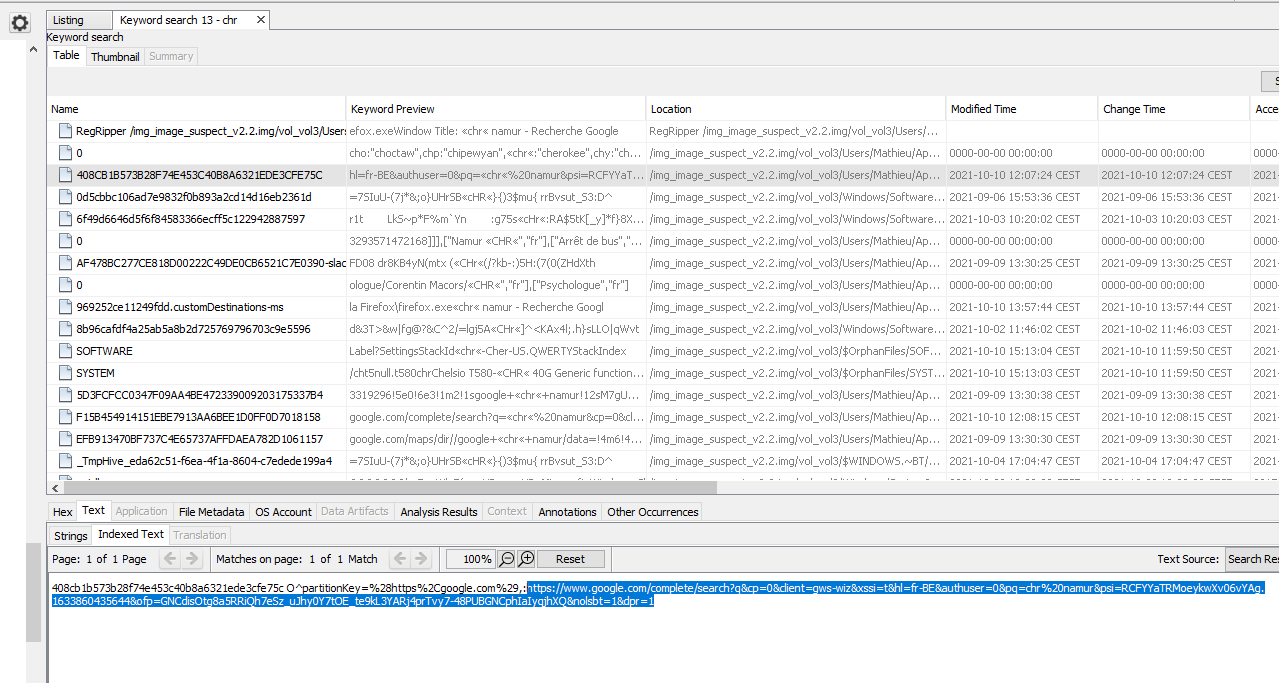 Listing Keyword search 13 - chr ✕
Keyword search
Table Thumbnail Summary
Name Keyword Preview Location Modified Time Change Time
RegRipper /img_image_suspect_v2.2.img/vol_vol3/Users efox.exeWindow Title: «chr« namur - Recherche Google RegRipper /img_image_suspect_v2.2.img/vol_vol3/Users/...
0 cho:"choctaw",chp:"chipewyan",«chr«:"cherokee",chy:"ch... /img_image_suspect_v2.2.img/vol_vol3/Users/Mathieu/Ap... 0000-00-00 00:00:00 0000-00-00 00:00:00
408CB1B573B28F74E453C40B8A6321EDE3CFE75C hl=fr-BE&authuser=0&pq=«chr«%20namur&psi=RCFYYaT... /img_image_suspect_v2.2.img/vol_vol3/Users/Mathieu/Ap... 2021-10-10 12:07:24 CEST 2021-10-10 12:07:24 CEST
0d5cbbc106ad7e9832f0b893a2cd14d16eb2361d =7SIuU-(7j*&;o}UHrSB«cHR«}·{)3$mu{ rrBvsut_S3:D^ /img_image_suspect_v2.2.img/vol_vol3/Windows/Software... 2021-09-06 15:53:36 CEST 2021-09-06 15:53:36 CEST
6f49d6646d5f6f84583366ecff5c122942887597 r1t LkS~p*F%m`Yn :g75s«cHr«:RA$5tK[_y]*f}8X... /img_image_suspect_v2.2.img/vol_vol3/Windows/Software... 2021-10-03 10:20:03 CEST 2021-10-03 10:20:02 CEST
0 3293571472168]]],["Namur «CHR«","fr"],["Arrêt de bus","... /img_image_suspect_v2.2.img/vol_vol3/Users/Mathieu/Ap... 0000-00-00 00:00:00 0000-00-00 00:00:00
AF478BC277CE818D00222C49DE0CB6521C7E0390-slac FD08 dr8KB4yN(mtx («CHr«(/?kb-:)5H:(7(0(ZHdXth /img_image_suspect_v2.2.img/vol_vol3/Users/Mathieu/Ap... 2021-09-09 13:30:25 CEST 2021-09-09 13:30:25 CEST
0 ologue/Corentin Macors/«CHR«","fr"],["Psychologue","fr"] /img_image_suspect_v2.2.img/vol_vol3/Users/Mathieu/Ap... 0000-00-00 00:00:00 0000-00-00 00:00:00
969252ce11249fdd.customDestinations-ms la Firefox\firefox.exe«chr« namur - Recherche Googl /img_image_suspect_v2.2.img/vol_vol3/Users/Mathieu/Ap... 2021-10-10 13:57:44 CEST 2021-10-10 13:57:44 CEST
8b96cafdf4a25ab5a8b2d725769796703c9e5596 d&3T>&w|fg@?&C^2/=lgj5A«CHr«]^<KAx4l;.h}sLLO|qWvt /img_image_suspect_v2.2.img/vol_vol3/Windows/Software... 2021-10-02 11:46:02 CEST 2021-10-02 11:46:03 CEST
SOFTWARE Label?SettingsStackId«chr«-Cher-US.QWERTYStackIndex /img_image_suspect_v2.2.img/vol_vol3/$OrphanFiles/SOF... 2021-10-10 15:13:04 CEST 2021-10-10 11:59:50 CEST
SYSTEM /cht5null.t580chrChelsio T580-«CHR« 40G Generic function... /img_image_suspect_v2.2.img/vol_vol3/$OrphanFiles/SYST... 2021-10-10 15:13:03 CEST 2021-10-10 11:59:50 CEST
5D3FCFCC0347F09AA4BE472339009203175337B4 3319296!5e0!6e3!1m2!1sgoogle+«chr«+namur!12sM7gU... /img_image_suspect_v2.2.img/vol_vol3/Users/Mathieu/Ap... 2021-09-09 13:30:38 CEST 2021-09-09 13:30:38 CEST
F15B454914151EBE7913AA6BEE1D0FF0D7018158 google.com/complete/search?q=«chr«%20namur&cp=0&cl... /img_image_suspect_v2.2.img/vol_vol3/Users/Mathieu/Ap... 2021-10-10 12:08:15 CEST 2021-10-10 12:08:15 CEST
EFB913470BF737C4E65737AFFDAEA782D1061157 google.com/maps/dir//google+«chr«+namur/data=!4m6!4... /img_image_suspect_v2.2.img/vol_vol3/Users/Mathieu/Ap... 2021-09-09 13:30:30 CEST 2021-09-09 13:30:30 CEST
_TmpHive_eda62c51-f6ea-4f1a-8604-c7edede199a4 =7SIuU-(7j*&;o}UHrSB«cHR«}·{)3$mu{ rrBvsut_S3:D^ /img_image_suspect_v2.2.img/vol_vol3/$WINDOWS.~BT/... 2021-10-04 17:04:47 CEST 2021-10-04 17:04:47 CEST
Hex Text Application File Metadata OS Account Data Artifacts Analysis Results Context Annotations Other Occurrences
Strings Indexed Text Translation
Page: 1 of 1 Page Matches on page: 1 of 1 Match 100% Reset Text Source: Search Res
408cb1b573b28f74e453c40b8a6321ede3cfe75c O^partitionKey=%28https%2Cgoogle.com%29,:https://www.google.com/complete/search?q&cp=0&client=gws-wiz&xssi=t&hl=fr-BE&authuser=0&pq=chr%20namur&psi=RCFYYaTRMoeykwXv06vYAg.
1633860435644&ofp=GNCdisOtg8a5RRiQh7eSz_uJhy0Y7tOE_te9kL3YARj4prTvy7-48PUBGNCphIaIyqjhXQ&nolsbt=1&dpr=1